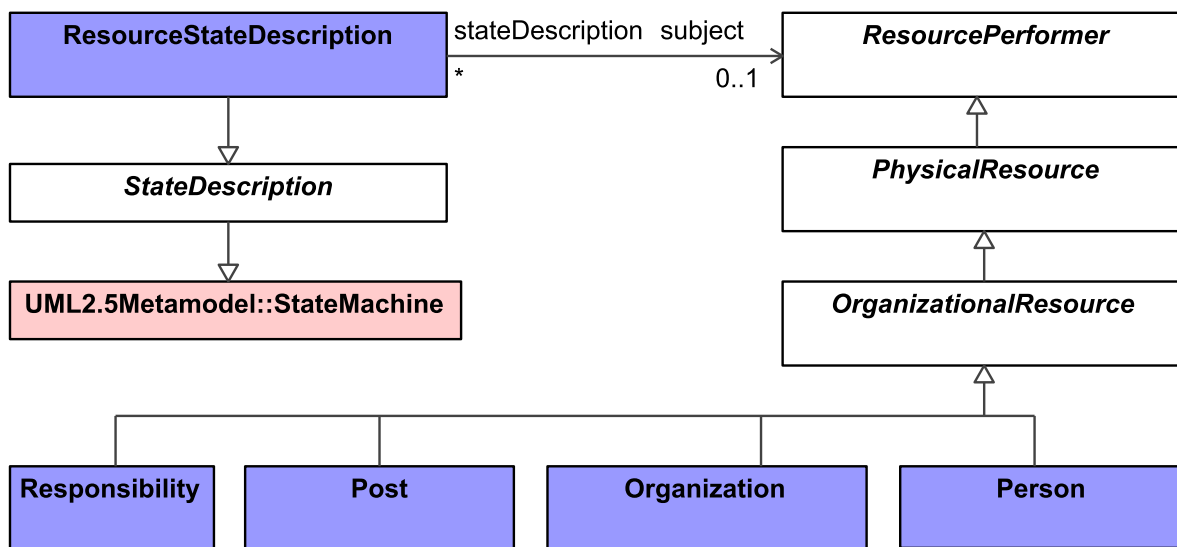 ResourceStateDescription
stateDescription subject
ResourcePerformer
*
0..1
StateDescription
PhysicalResource
UML2.5Metamodel::StateMachine
OrganizationalResource
Responsibility
Post
Organization
Person